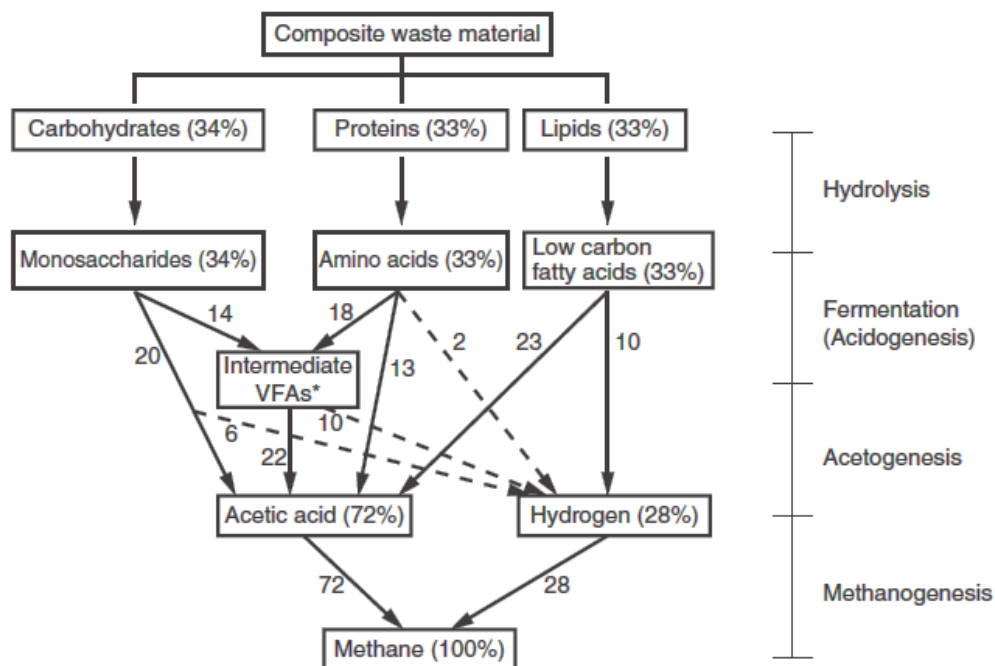 Composite waste material
Carbohydrates (34%)
Proteins (33%)
Lipids (33%)
Hydrolysis
Monosaccharides (34%)
Amino acids (33%)
Low carbon
fatty acids (33%)
14
18
2
23
10
Fermentation
(Acidogenesis)
20
13
Intermediate
VFAs*
6
10
22
Acetogenesis
Acetic acid (72%)
Hydrogen (28%)
72
28
Methanogenesis
Methane (100%)